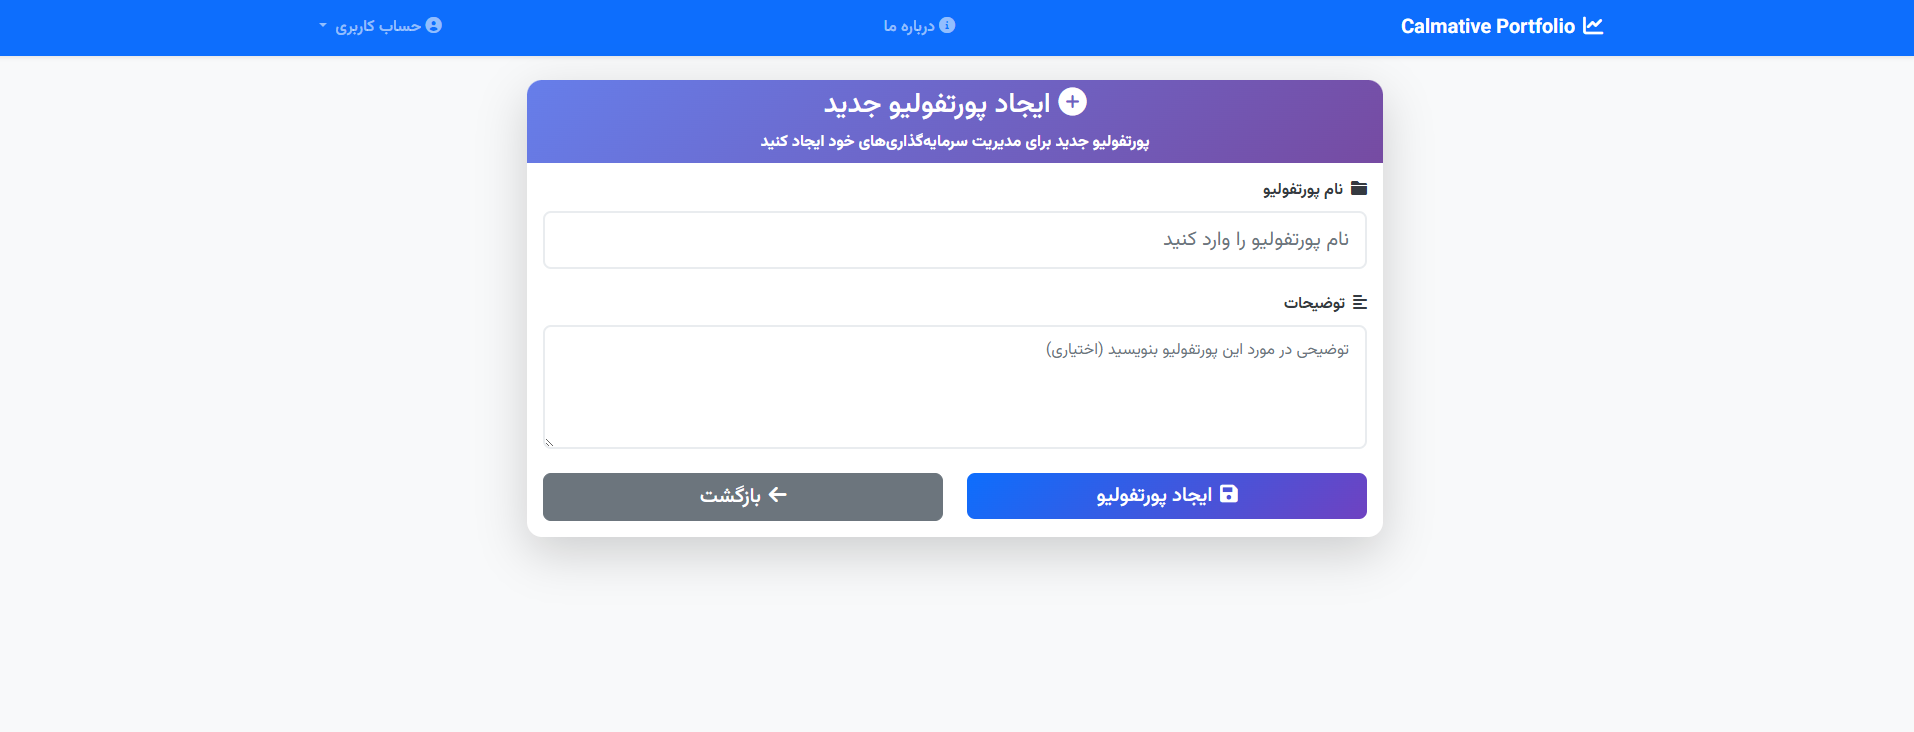 Calmative Portfolio
درباره ما
حساب کاربری
ایجاد پورتفولیو جدید
پورتفولیو جدید برای مدیریت سرمایه‌گذاری‌های خود ایجاد کنید
نام پورتفولیو
نام پورتفولیو را وارد کنید
توضیحات
توضیحی در مورد این پورتفولیو بنویسید (اختیاری)
ایجاد پورتفولیو
بازگشت